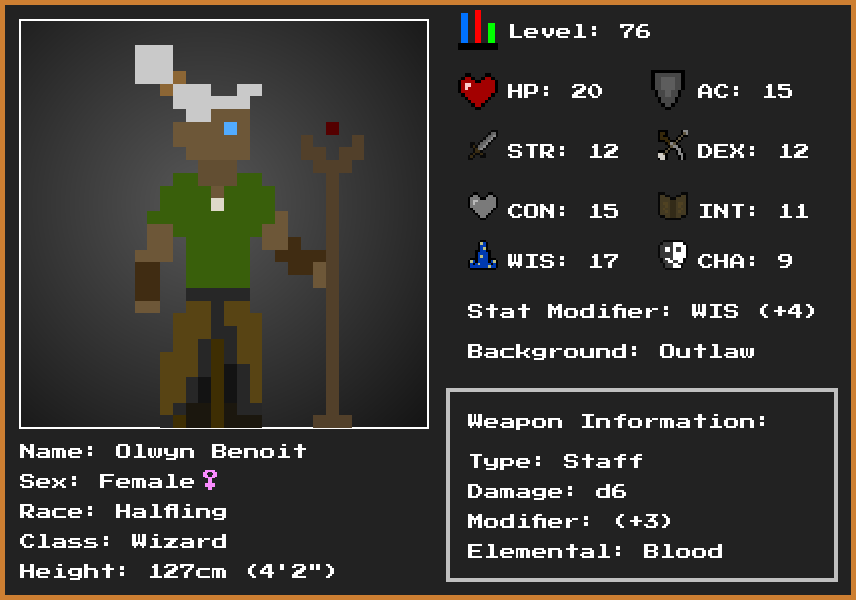 Level: 76
HP: 20
AC: 15
STR: 12
DEX: 12
CON: 15
INT: 11
WIS: 17
CHA: 9
Stat Modifier: WIS (+4)
Background: Outlaw
Weapon Information:
Type: Staff
Damage: d6
Modifier: (+3)
Elemental: Blood
Name: Olwyn Benoit
Sex: Female♀
Race: Halfling
Class: Wizard
Height: 127cm (4'2")